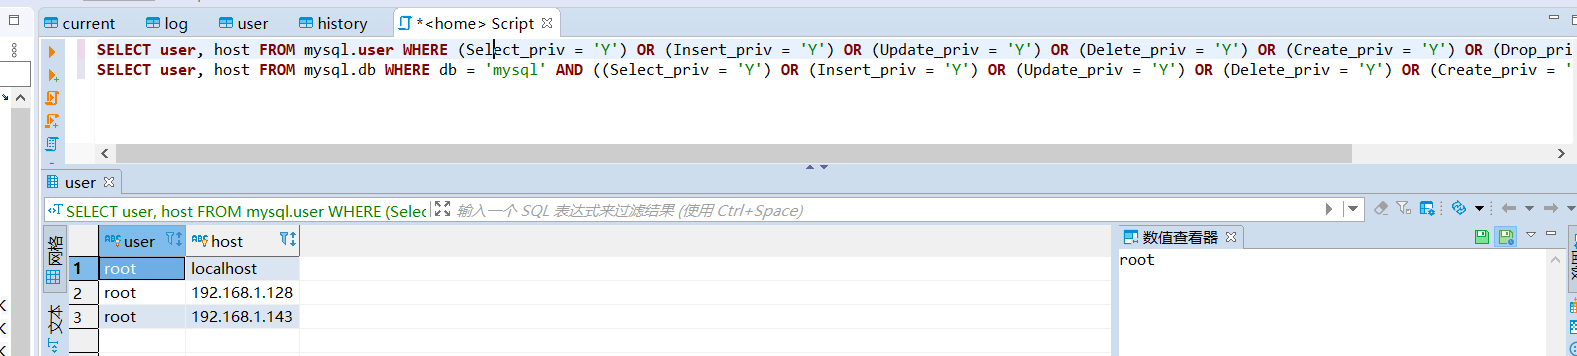 current log user history *<home> Script
SELECT user, host FROM mysql.user WHERE (Select_priv = 'Y') OR (Insert_priv = 'Y') OR (Update_priv = 'Y') OR (Delete_priv = 'Y') OR (Create_priv = 'Y') OR (Drop_pri
SELECT user, host FROM mysql.db WHERE db = 'mysql' AND ((Select_priv = 'Y') OR (Insert_priv = 'Y') OR (Update_priv = 'Y') OR (Delete_priv = 'Y') OR (Create_priv = '
user
SELECT user, host FROM mysql.user WHERE (Selec 输入一个 SQL 表达式来过滤结果 (使用 Ctrl+Space)
网格
文本
ABC user ABC host
1 root localhost
2 root 192.168.1.128
3 root 192.168.1.143
数值查看器
root